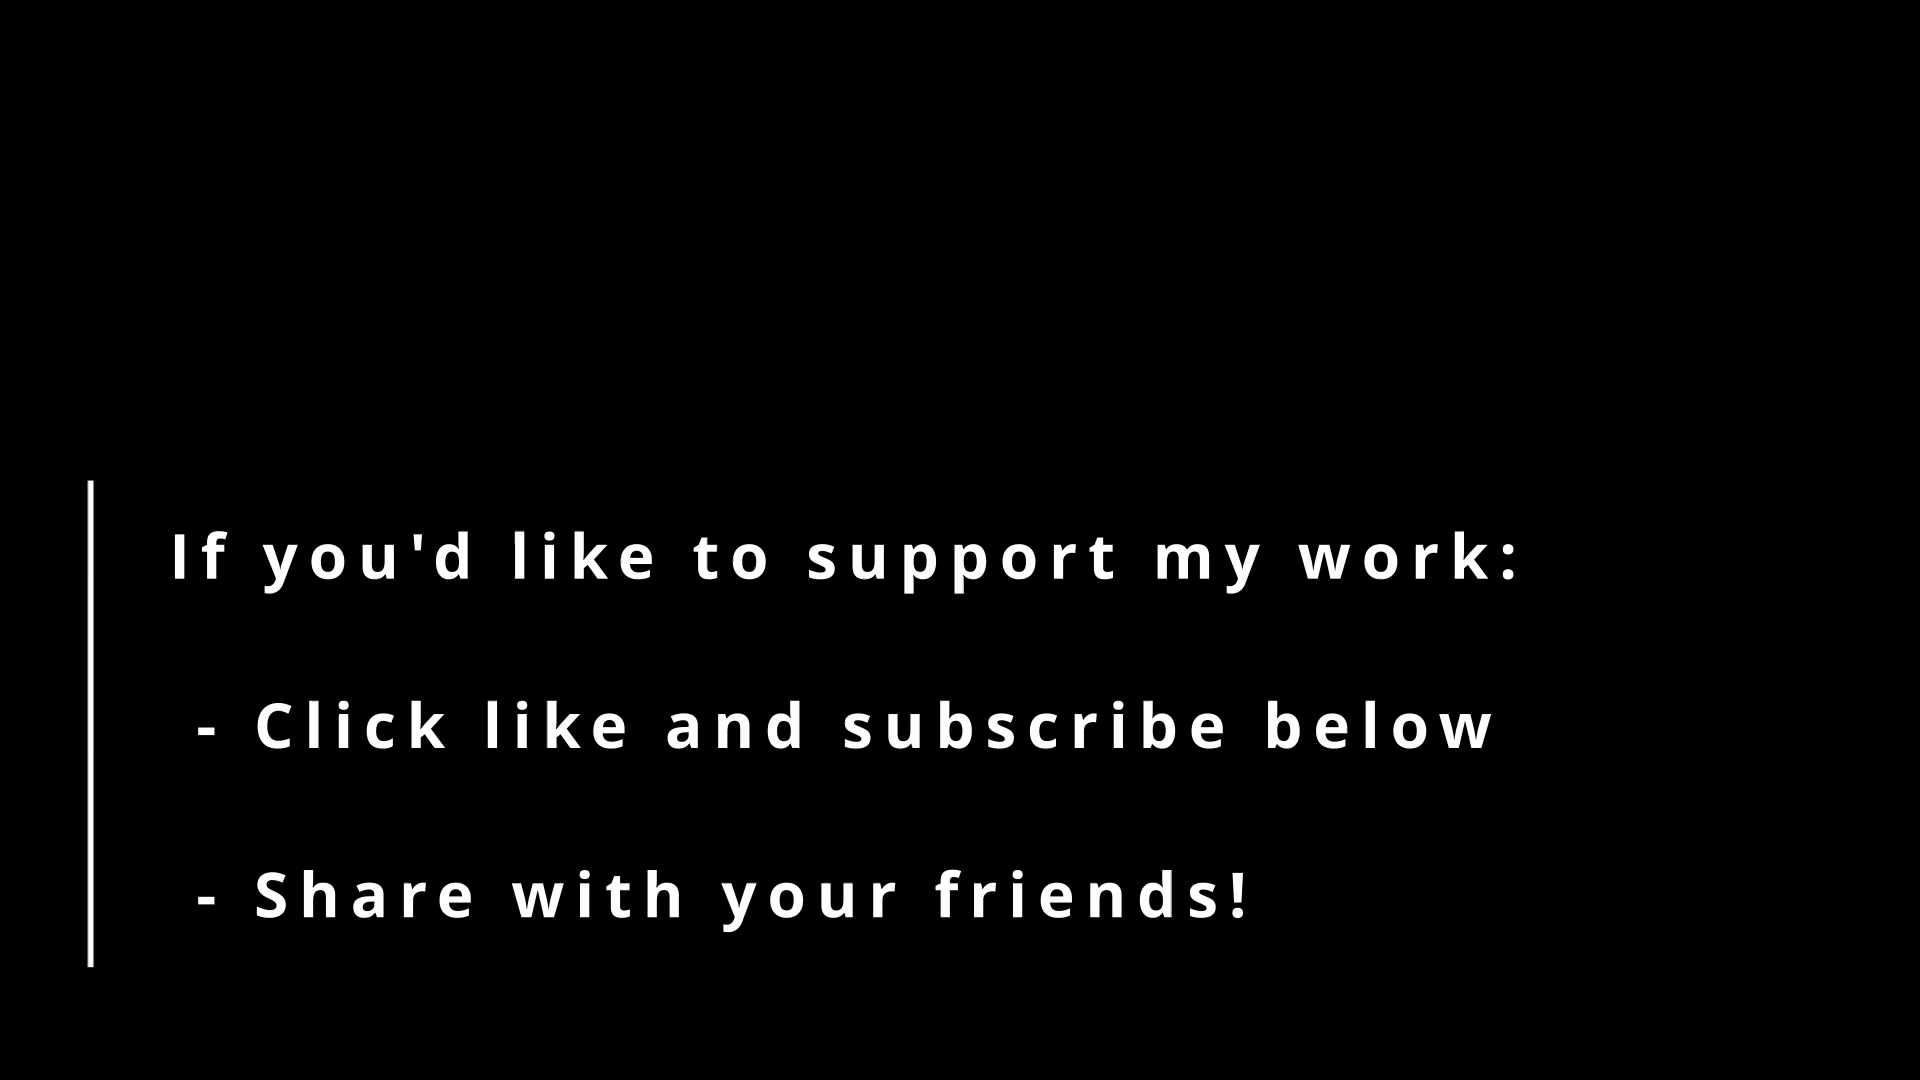 If you'd like to support my work:
- Click like and subscribe below
- Share with your friends!